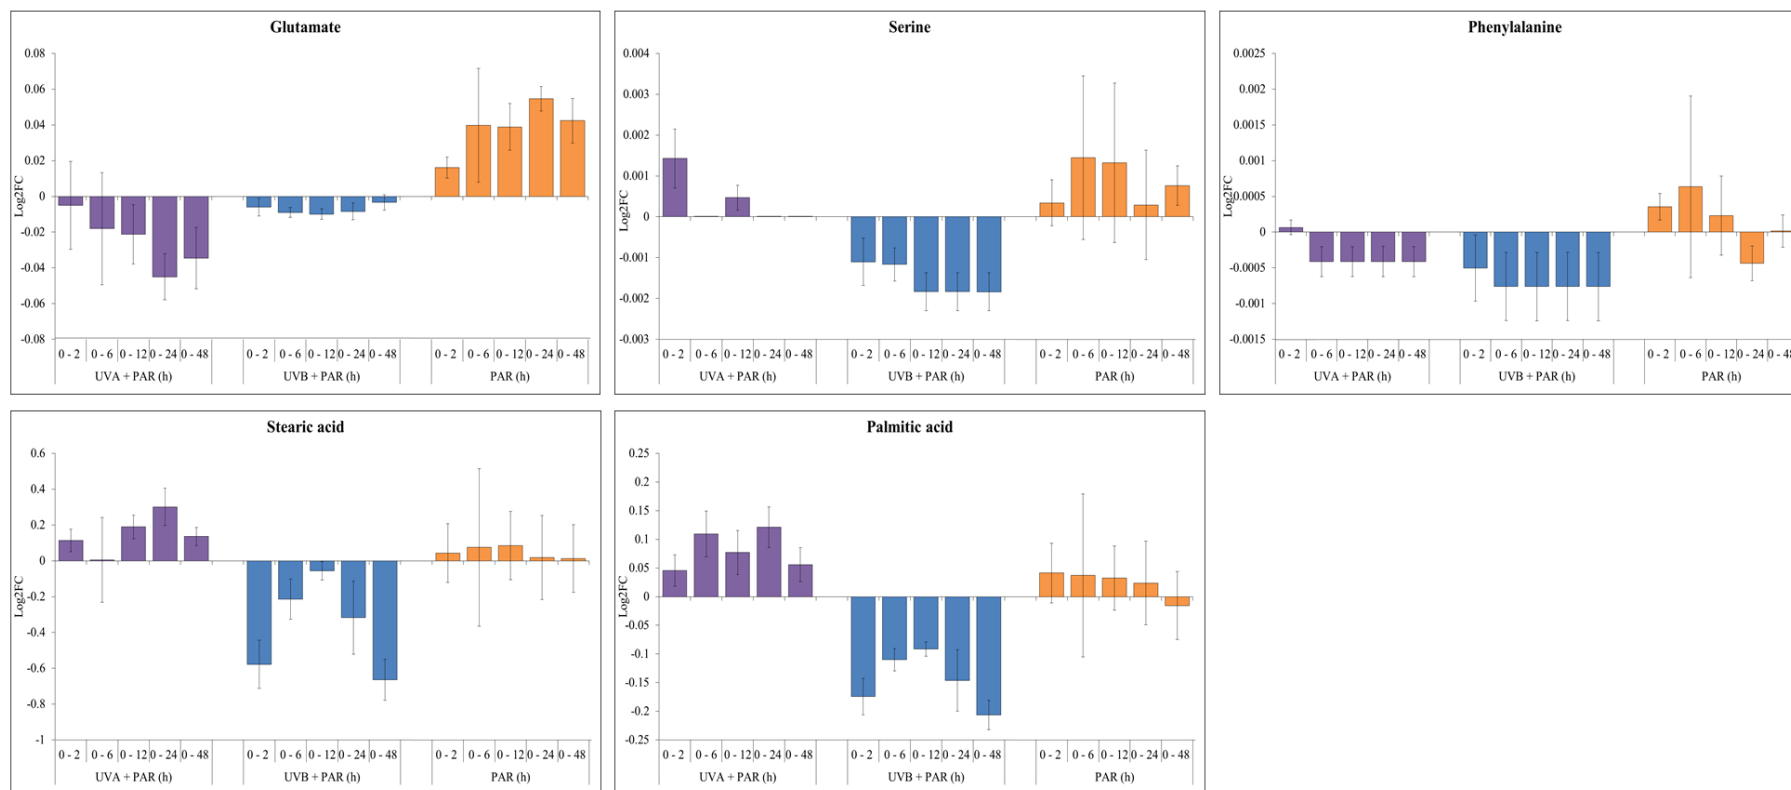 Glutamate
0.08
0.06
0.04
0.02
0
-0.02
-0.04
-0.06
-0.08
Log2FC
0 - 2 0 - 6 0 - 12 0 - 24 0 - 48 0 - 2 0 - 6 0 - 12 0 - 24 0 - 48 0 - 2 0 - 6 0 - 12 0 - 24 0 - 48
UVA + PAR (h) UVB + PAR (h) PAR (h)
Serine
0.004
0.003
0.002
0.001
0
-0.001
-0.002
-0.003
Log2FC
0 - 2 0 - 6 0 - 12 0 - 24 0 - 48 0 - 2 0 - 6 0 - 12 0 - 24 0 - 48 0 - 2 0 - 6 0 - 12 0 - 24 0 - 48
UVA + PAR (h) UVB + PAR (h) PAR (h)
Phenylalanine
0.0025
0.002
0.0015
0.001
0.0005
0
-0.0005
-0.001
-0.0015
Log2FC
0 - 2 0 - 6 0 - 12 0 - 24 0 - 48 0 - 2 0 - 6 0 - 12 0 - 24 0 - 48 0 - 2 0 - 6 0 - 12 0 - 24 0 - 48
UVA + PAR (h) UVB + PAR (h) PAR (h)
Stearic acid
0.6
0.4
0.2
0
-0.2
-0.4
-0.6
-0.8
-1
Log2FC
0 - 2 0 - 6 0 - 12 0 - 24 0 - 48 0 - 2 0 - 6 0 - 12 0 - 24 0 - 48 0 - 2 0 - 6 0 - 12 0 - 24 0 - 48
UVA + PAR (h) UVB + PAR (h) PAR (h)
Palmitic acid
0.25
0.2
0.15
0.1
0.05
0
-0.05
-0.1
-0.15
-0.2
-0.25
Log2FC
0 - 2 0 - 6 0 - 12 0 - 24 0 - 48 0 - 2 0 - 6 0 - 12 0 - 24 0 - 48 0 - 2 0 - 6 0 - 12 0 - 24 0 - 48
UVA + PAR (h) UVB + PAR (h) PAR (h)